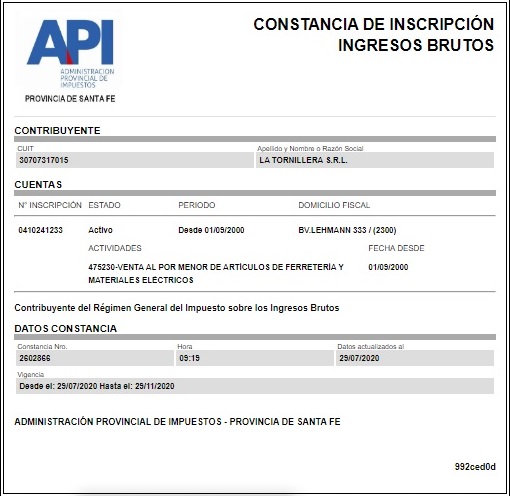 API
ADMINISTRACION
PROVINCIAL DE
IMPUESTOS
PROVINCIA DE SANTA FE
CONSTANCIA DE INSCRIPCIÓN
INGRESOS BRUTOS
CONTRIBUYENTE
CUIT Apellido y Nombre o Razón Social
30707317015 LA TORNILLERA S.R.L.
CUENTAS
N° INSCRIPCIÓN ESTADO PERIODO DOMICILIO FISCAL
0410241233 Activo Desde 01/09/2000 BV.LEHMANN 333 / (2300)
ACTIVIDADES FECHA DESDE
475230-VENTA AL POR MENOR DE ARTÍCULOS DE FERRETERÍA Y 01/09/2000
MATERIALES ELÉCTRICOS
Contribuyente del Régimen General del Impuesto sobre los Ingresos Brutos
DATOS CONSTANCIA
Constancia Nro. Hora Datos actualizados al
2602866 09:19 29/07/2020
Vigencia
Desde el: 29/07/2020 Hasta el: 29/11/2020
ADMINISTRACIÓN PROVINCIAL DE IMPUESTOS - PROVINCIA DE SANTA FE
992ced0d